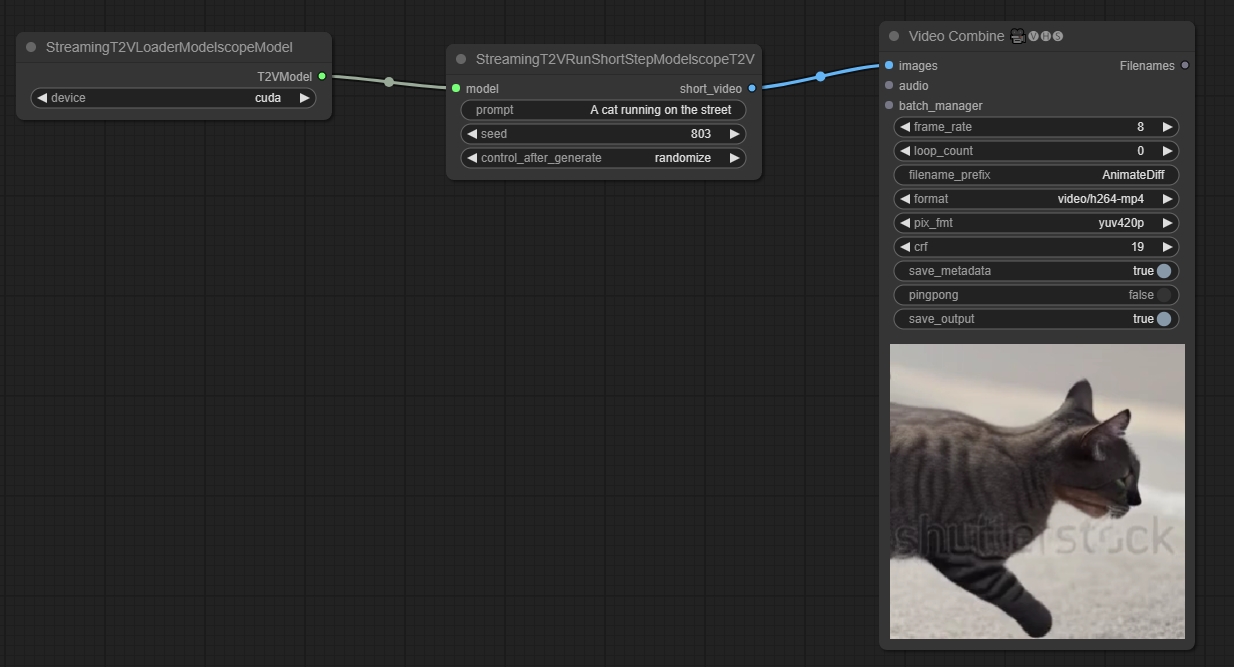 StreamingT2VLoaderModelscopeModel
T2VModel
device cuda
StreamingT2VRunShortStepModelscopeT2V
model short_video
prompt A cat running on the street
seed 803
control_after_generate randomize
Video Combine 🎥🅥🅗🅢
images Filenames
audio
batch_manager
frame_rate 8
loop_count 0
filename_prefix AnimateDiff
format video/h264-mp4
pix_fmt yuv420p
crf 19
save_metadata true
pingpong false
save_output true
shutterstock